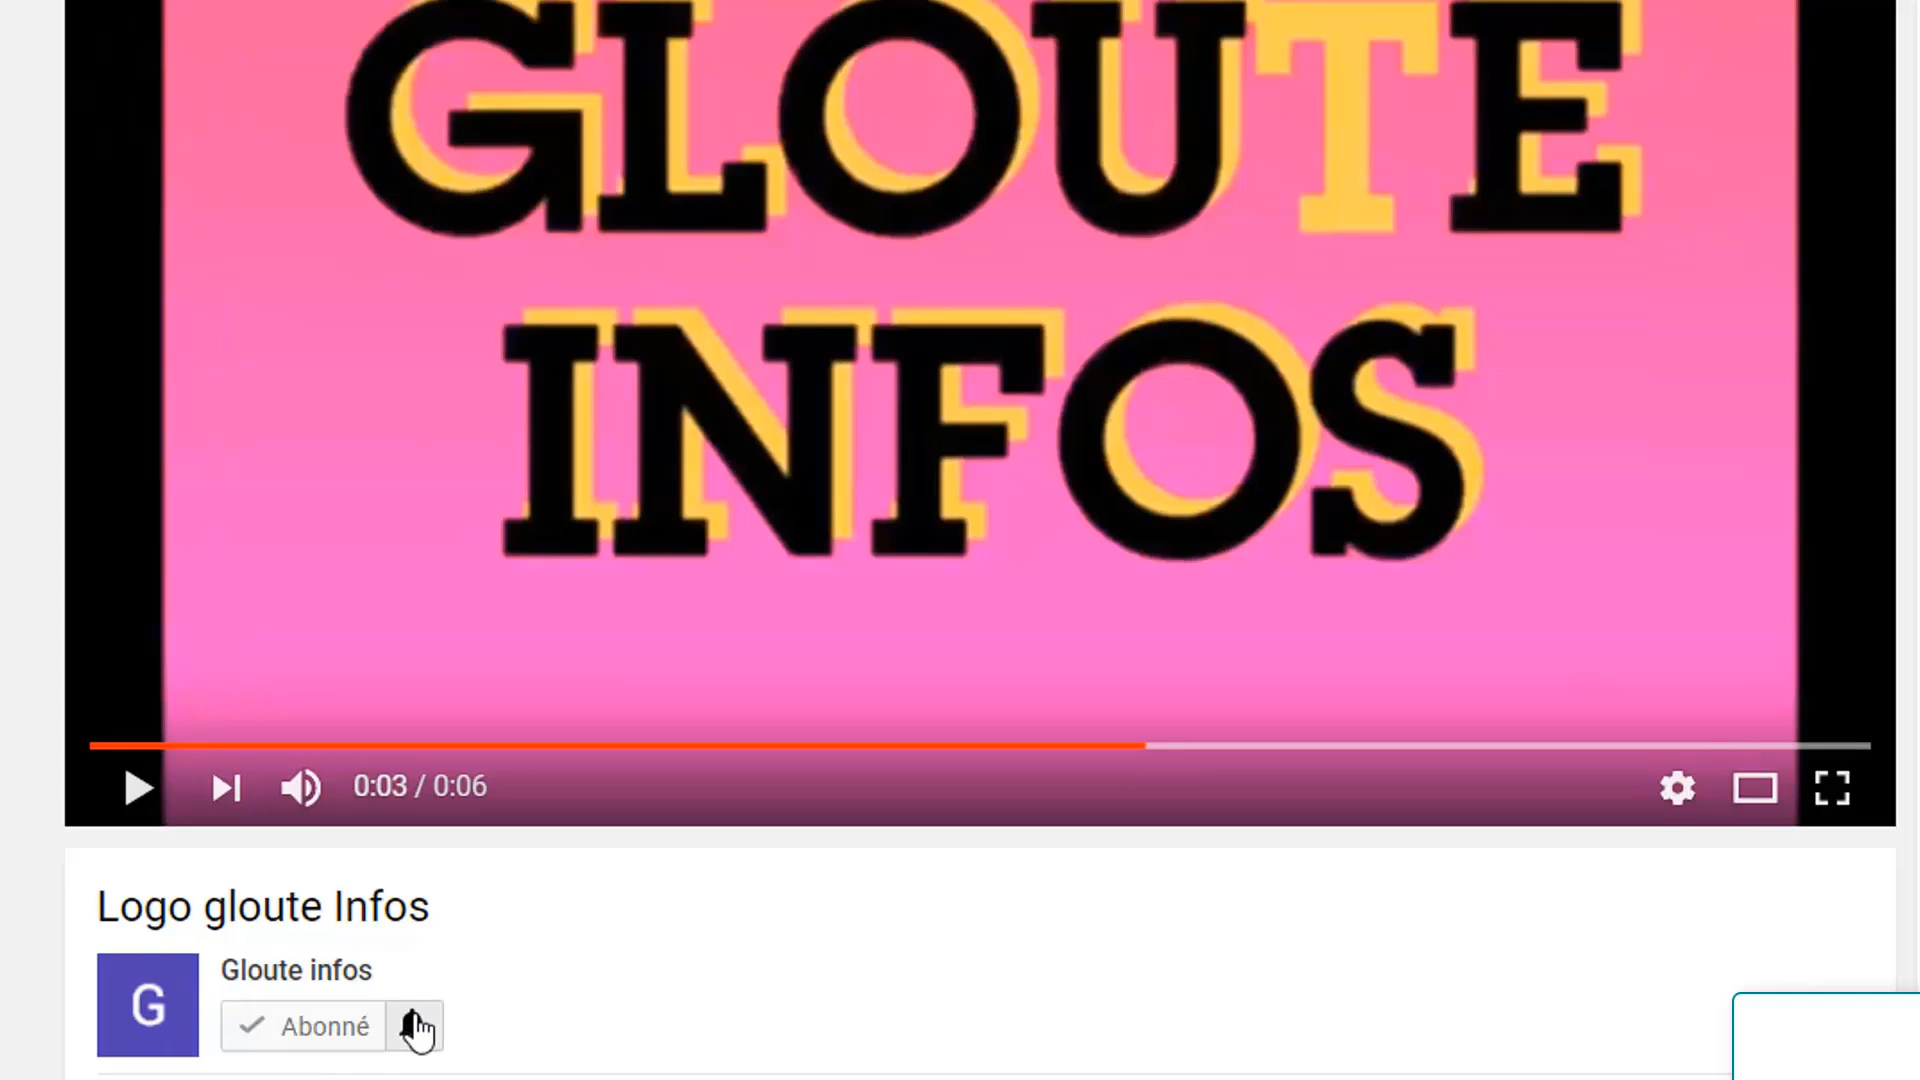 GLOUTE
INFOS
0:03 / 0:06
Logo gloute Infos
G
Gloute infos
Abonné